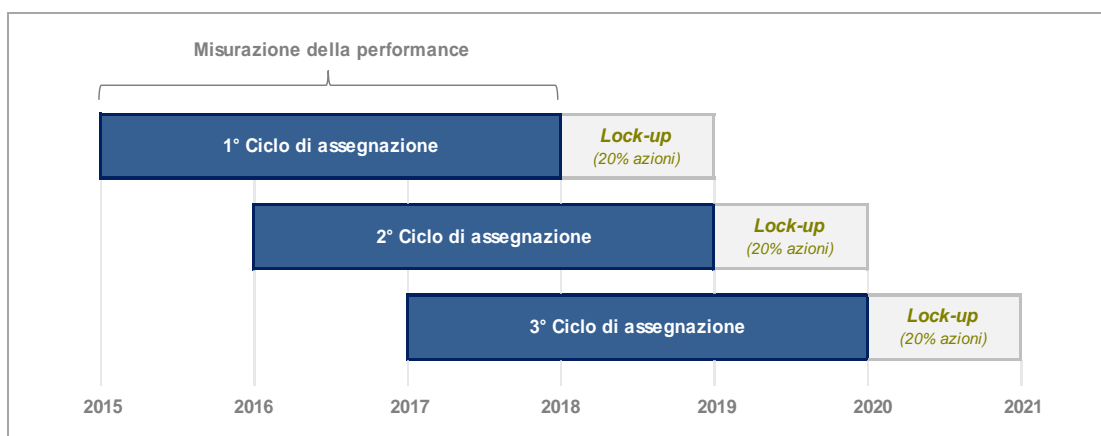 Misurazione della performance
1° Ciclo di assegnazione
Lock-up
(20% azioni)
2° Ciclo di assegnazione
Lock-up
(20% azioni)
3° Ciclo di assegnazione
Lock-up
(20% azioni)
2015 2016 2017 2018 2019 2020 2021